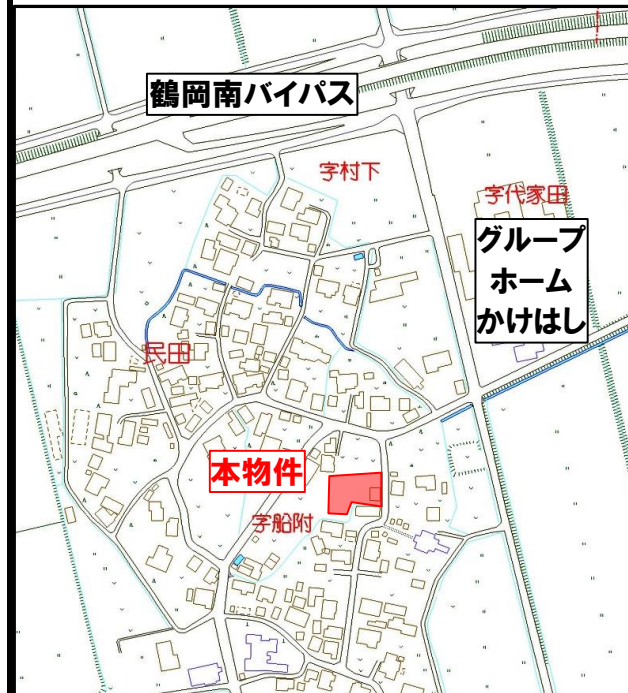 鶴岡南バイパス
字村下
字代家田
グループ
ホーム
かけはし
民田
本物件
字船附